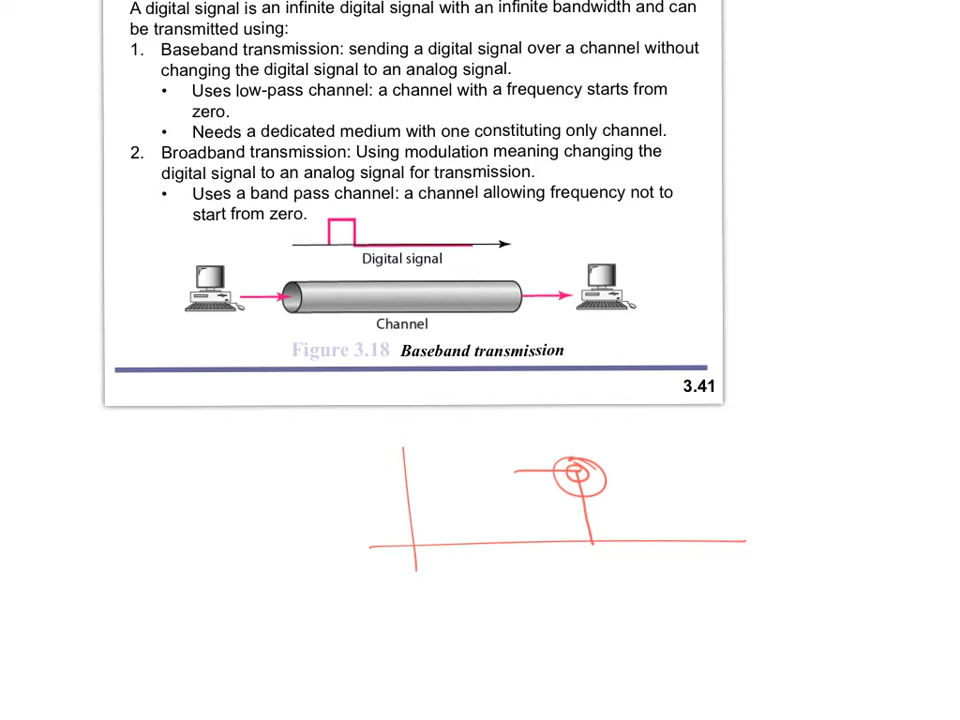 A digital signal is an infinite digital signal with an infinite bandwidth and can
be transmitted using:
1. Baseband transmission: sending a digital signal over a channel without
changing the digital signal to an analog signal.
• Uses low-pass channel: a channel with a frequency starts from
zero.
• Needs a dedicated medium with one constituting only channel.
2. Broadband transmission: Using modulation meaning changing the
digital signal to an analog signal for transmission.
• Uses a band pass channel: a channel allowing frequency not to
start from zero.
Digital signal
Channel
Figure 3.18 Baseband transmission
3.41